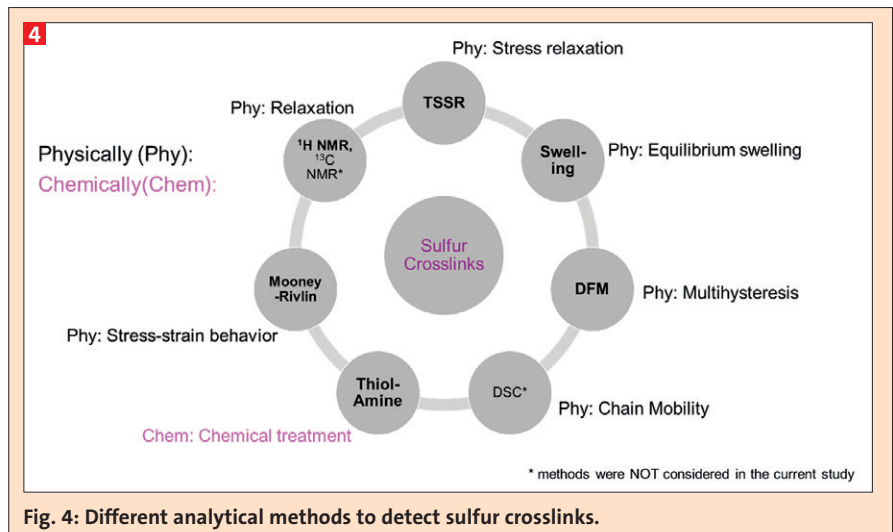 4
Phy: Stress relaxation
TSSR
Phy: Relaxation
¹H NMR,
¹³C
NMR*
Swell-
ing
Phy: Equilibrium swelling
Physically (Phy):
Chemically(Chem):
Sulfur
Crosslinks
Mooney
-Rivlin
DFM
Phy: Multihysteresis
Phy: Stress-strain behavior
Thiol-
Amine
DSC*
Phy: Chain Mobility
Chem: Chemical treatment
* methods were NOT considered in the current study
Fig. 4: Different analytical methods to detect sulfur crosslinks.